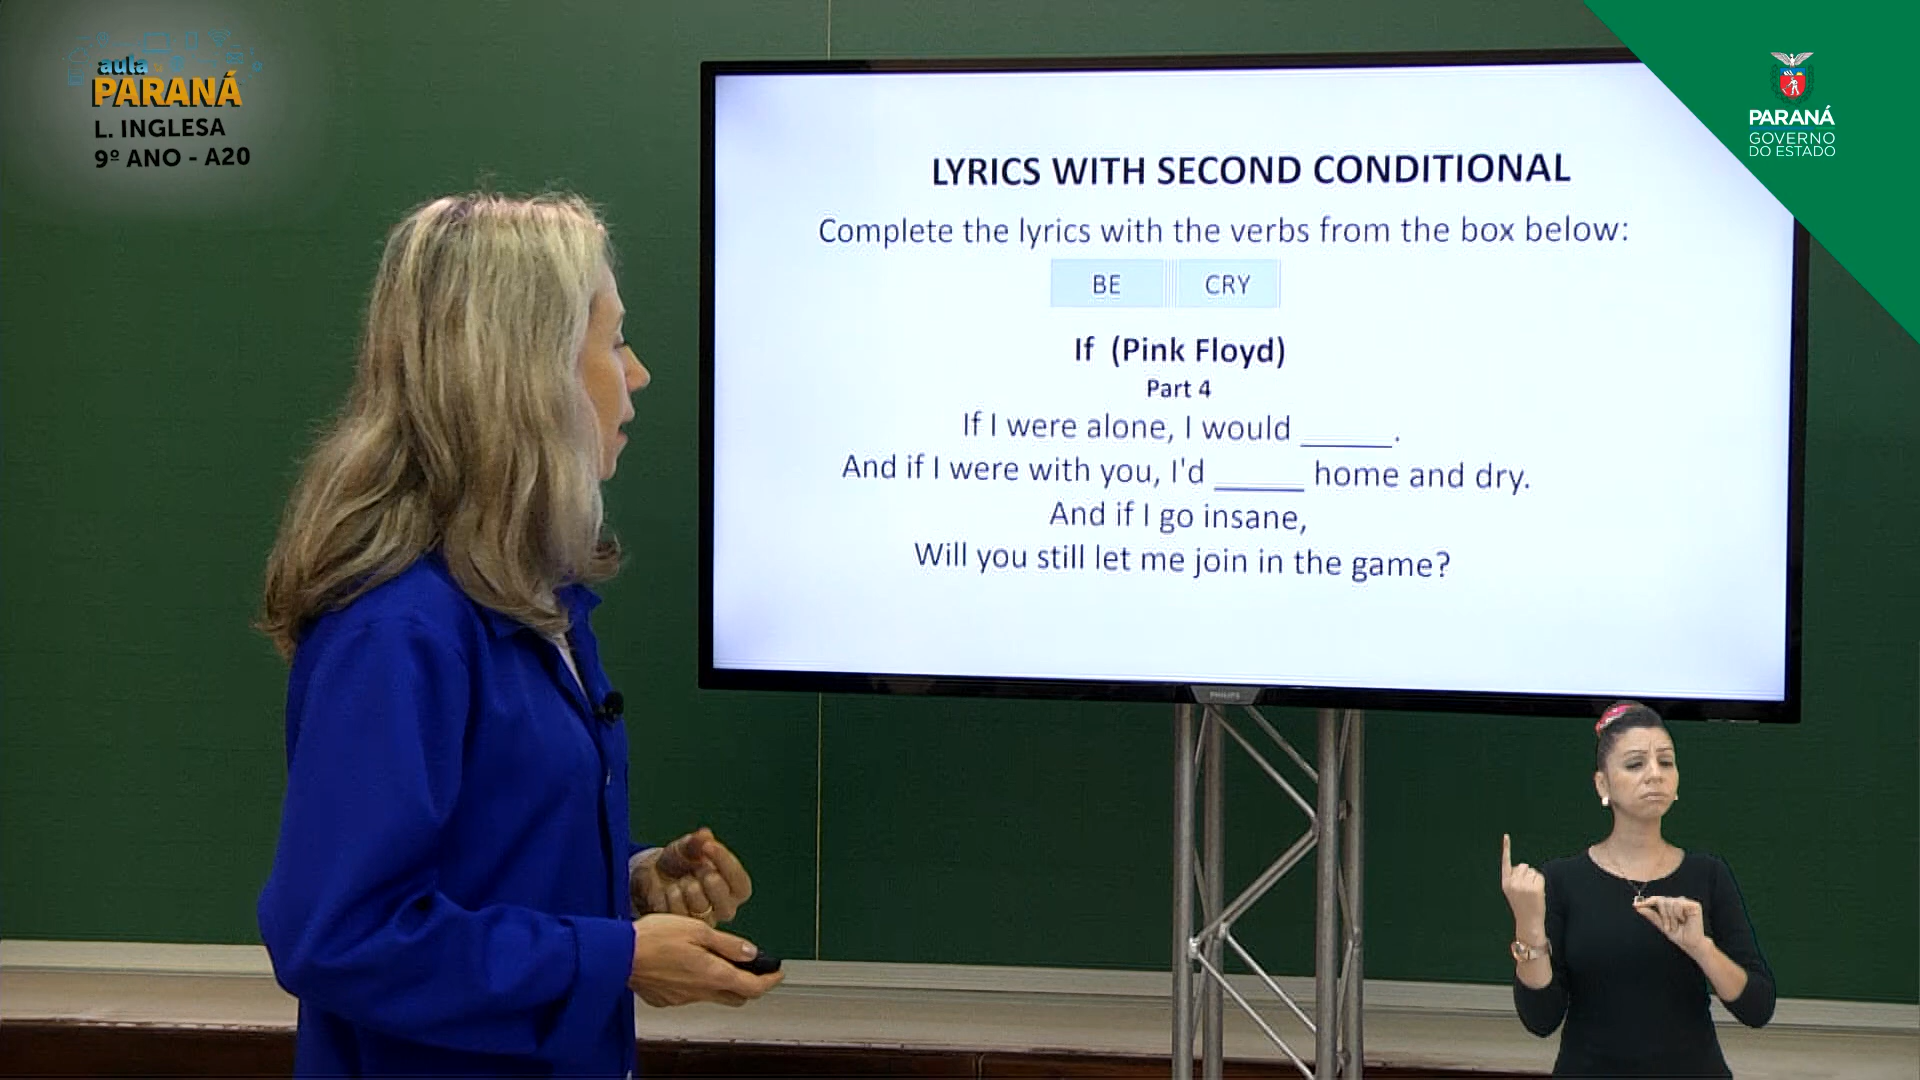 aula
PARANÁ
L. INGLESA
9º ANO - A20
PARANÁ
GOVERNO
DO ESTADO
LYRICS WITH SECOND CONDITIONAL
Complete the lyrics with the verbs from the box below:
BE CRY
If (Pink Floyd)
Part 4
If I were alone, I would ______.
And if I were with you, I'd ______ home and dry.
And if I go insane,
Will you still let me join in the game?
PHILIPS